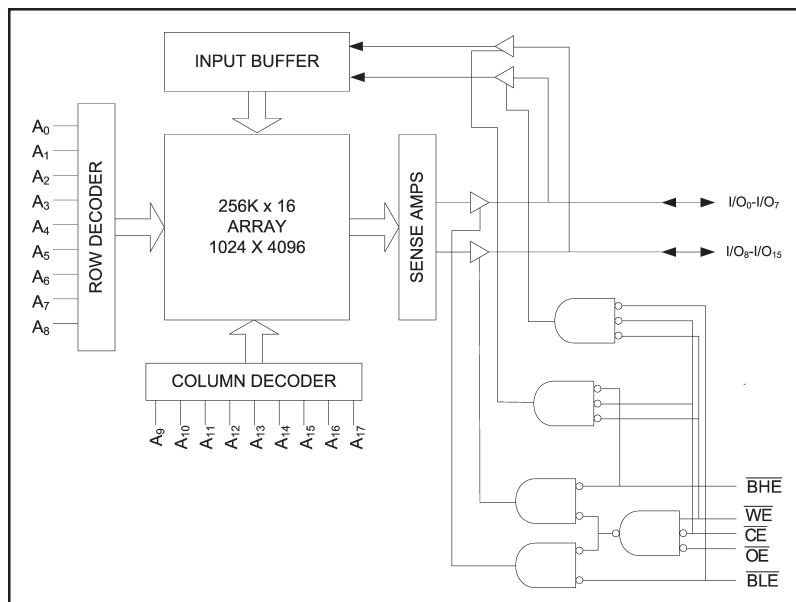 INPUT BUFFER
A0
A1
A2
A3
A4
A5
A6
A7
A8
ROW DECODER
256K x 16
ARRAY
1024 X 4096
SENSE AMPS
I/O0-I/O7
I/O8-I/O15
COLUMN DECODER
A9
A10
A11
A12
A13
A14
A15
A16
A17
BHE
WE
CE
OE
BLE